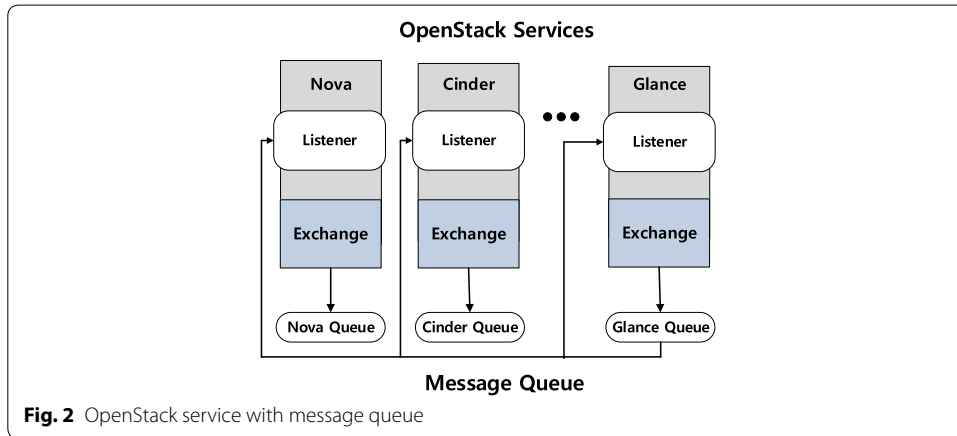 OpenStack Services
Nova
Cinder
Glance
Listener
Listener
Listener
Exchange
Exchange
Exchange
Nova Queue
Cinder Queue
Glance Queue
Message Queue
Fig. 2 OpenStack service with message queue